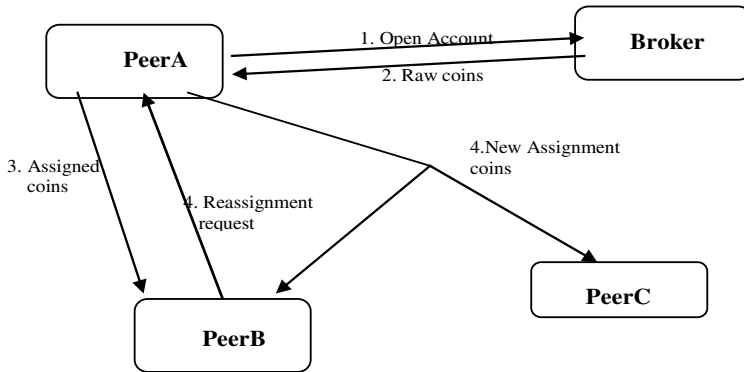 PeerA
1. Open Account
Broker
2. Raw coins
3. Assigned
coins
4. Reassignment
request
4.New Assignment
coins
PeerB
PeerC